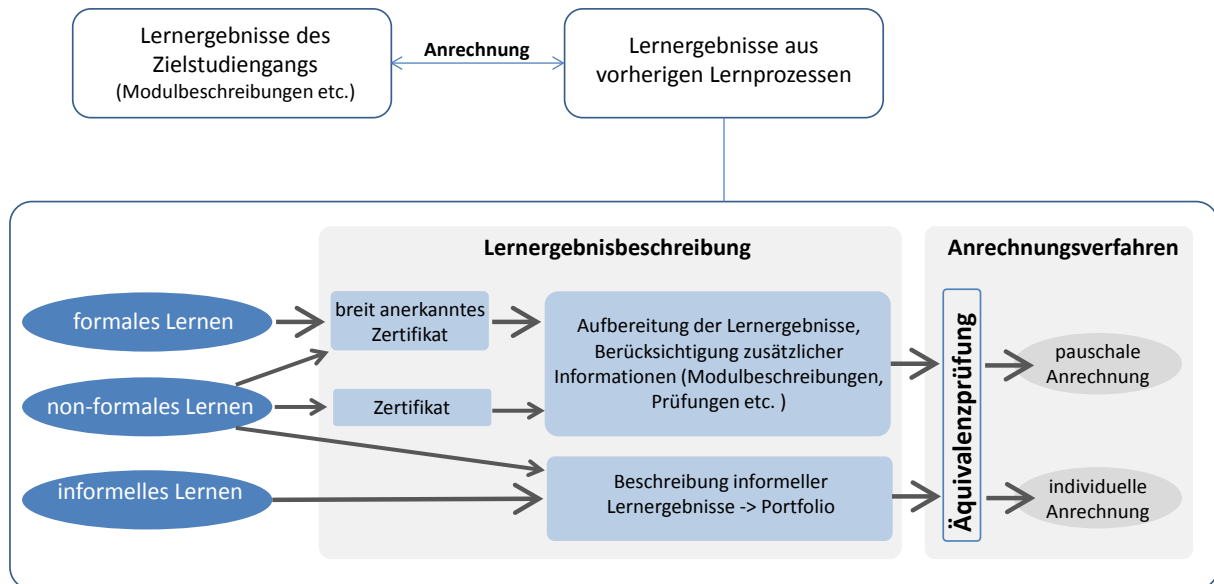 Lernergebnisse des
Zielstudiengangs
(Modulbeschreibungen etc.)
Anrechnung
Lernergebnisse aus
vorherigen Lernprozessen
Lernergebnisbeschreibung
Anrechnungsverfahren
formales Lernen
non-formales Lernen
informelles Lernen
breit anerkanntes
Zertifikat
Zertifikat
Aufbereitung der Lernergebnisse,
Berücksichtigung zusätzlicher
Informationen (Modulbeschreibungen,
Prüfungen etc. )
Beschreibung informeller
Lernergebnisse -> Portfolio
Äquivalenzprüfung
pauschale
Anrechnung
individuelle
Anrechnung